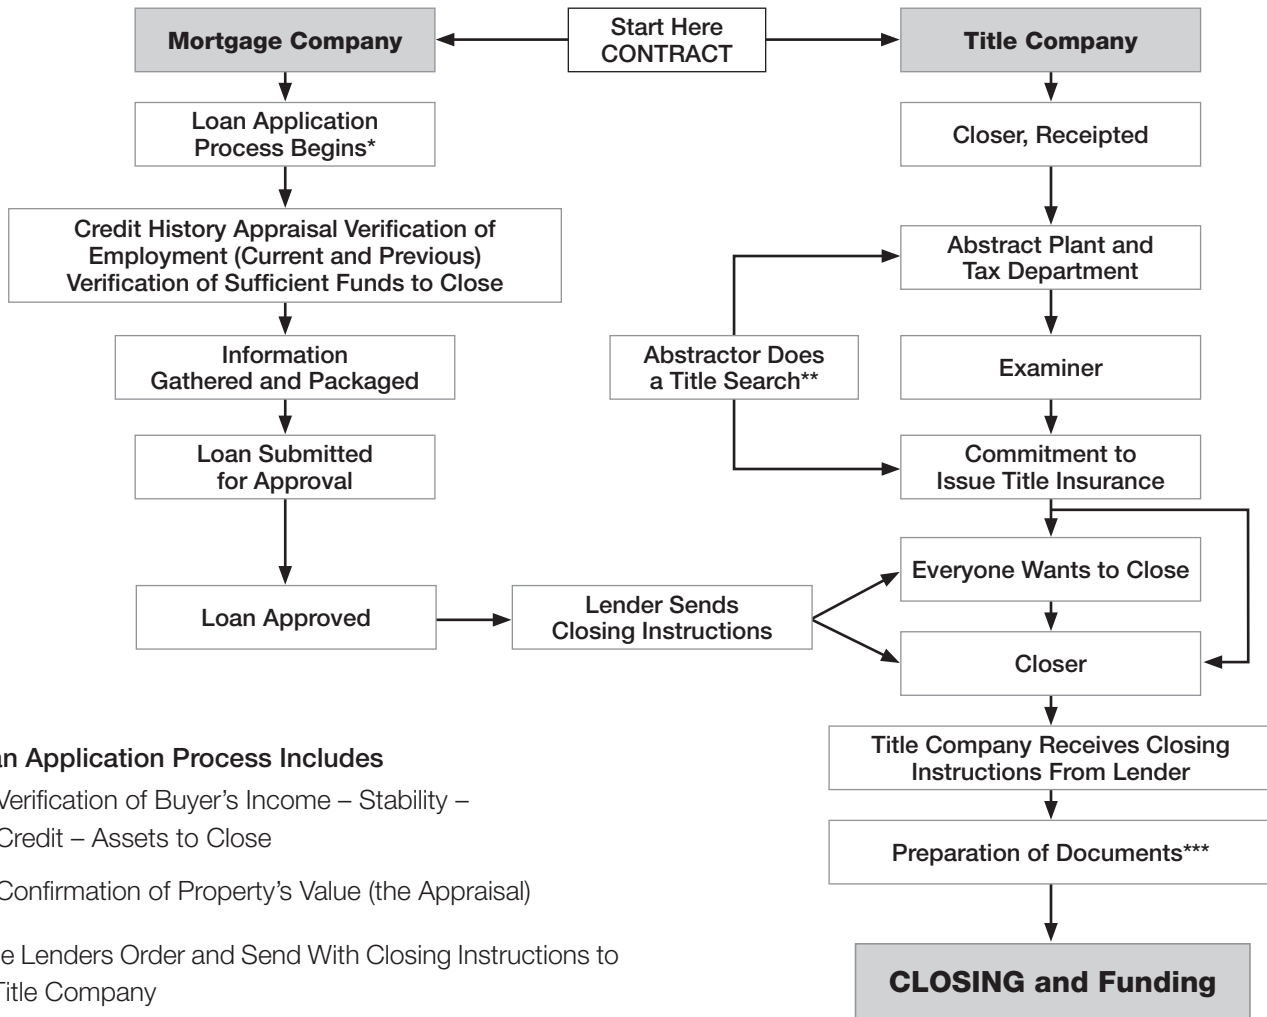 Start Here
CONTRACT
Mortgage Company
Loan Application
Process Begins*
Credit History Appraisal Verification of
Employment (Current and Previous)
Verification of Sufficient Funds to Close
Information
Gathered and Packaged
Loan Submitted
for Approval
Loan Approved
Lender Sends
Closing Instructions
Title Company
Closer, Receipted
Abstract Plant and
Tax Department
Abstractor Does
a Title Search**
Examiner
Commitment to
Issue Title Insurance
Everyone Wants to Close
Closer
Title Company Receives Closing
Instructions From Lender
Preparation of Documents***
CLOSING and Funding
Application Process Includes
Verification of Buyer’s Income – Stability –
Credit – Assets to Close
Confirmation of Property’s Value (the Appraisal)
Lenders Order and Send With Closing Instructions to
Title Company